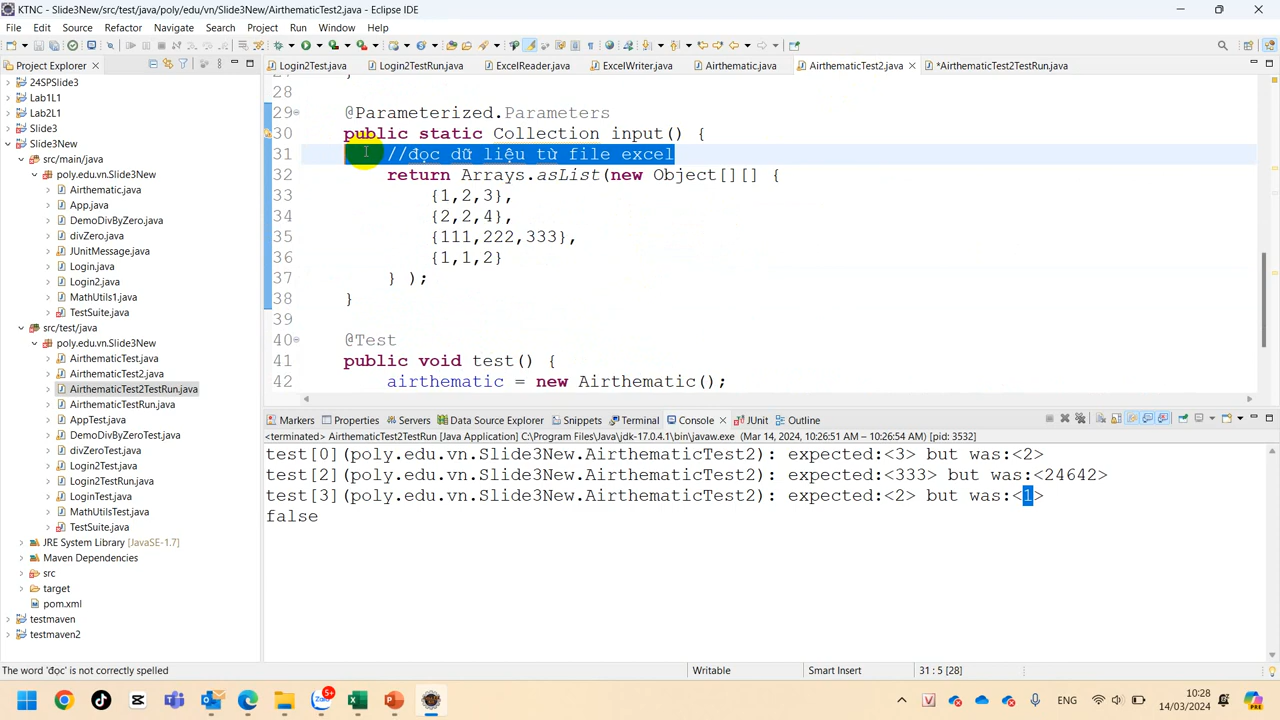 KTNC - Slide3New/src/test/java/poly/edu/vn/Slide3New/AirthematicTest2.java - Eclipse IDE
File Edit Source Refactor Navigate Search Project Run Window Help
Project Explorer
Login2Test.java Login2TestRun.java ExcelReader.java ExcelWriter.java Airthematic.java AirthematicTest2.java *AirthematicTest2TestRun.java
24SPSlide3
Lab1L1
Lab2L1
Slide3
Slide3New
src/main/java
poly.edu.vn.Slide3New
Airthematic.java
App.java
DemoDivByZero.java
divZero.java
JUnitMessage.java
Login.java
Login2.java
MathUtils1.java
TestSuite.java
src/test/java
poly.edu.vn.Slide3New
AirthematicTest.java
AirthematicTest2.java
AirthematicTest2TestRun.java
AirthematicTestRun.java
AppTest.java
DemoDivByZeroTest.java
divZeroTest.java
Login2Test.java
Login2TestRun.java
LoginTest.java
MathUtilsTest.java
TestSuite.java
JRE System Library [JavaSE-1.7]
Maven Dependencies
src
target
pom.xml
testmaven
testmaven2
28
29 @Parameterized.Parameters
30 public static Collection input() {
31 //đọc dữ liệu từ file excel
32 return Arrays.asList(new Object[][] {
33 {1,2,3},
34 {2,2,4},
35 {111,222,333},
36 {1,1,2}
37 } );
38 }
39
40 @Test
41 public void test() {
42 airthematic = new Airthematic();
Markers Properties Servers Data Source Explorer Snippets Terminal Console JUnit Outline
<terminated> AirthematicTest2TestRun [Java Application] C:\Program Files\Java\jdk-17.0.4.1\bin\javaw.exe (Mar 14, 2024, 10:26:51 AM – 10:26:54 AM) [pid: 3532]
test[0](poly.edu.vn.Slide3New.AirthematicTest2): expected:<3> but was:<2>
test[2](poly.edu.vn.Slide3New.AirthematicTest2): expected:<333> but was:<24642>
test[3](poly.edu.vn.Slide3New.AirthematicTest2): expected:<2> but was:<1>
false
The word 'đọc' is not correctly spelled Writable Smart Insert 31 : 5 [28]
5+
ENG
10:28
14/03/2024